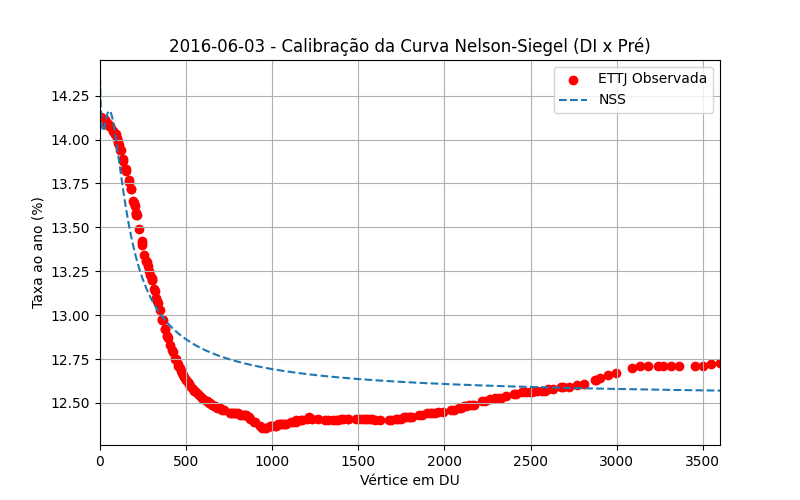 2016-06-03 - Calibração da Curva Nelson-Siegel (DI x Pré)
ETTJ Observada
NSS
Taxa ao ano (%)
14.25
14.00
13.75
13.50
13.25
13.00
12.75
12.50
0 500 1000 1500 2000 2500 3000 3500
Vértice em DU